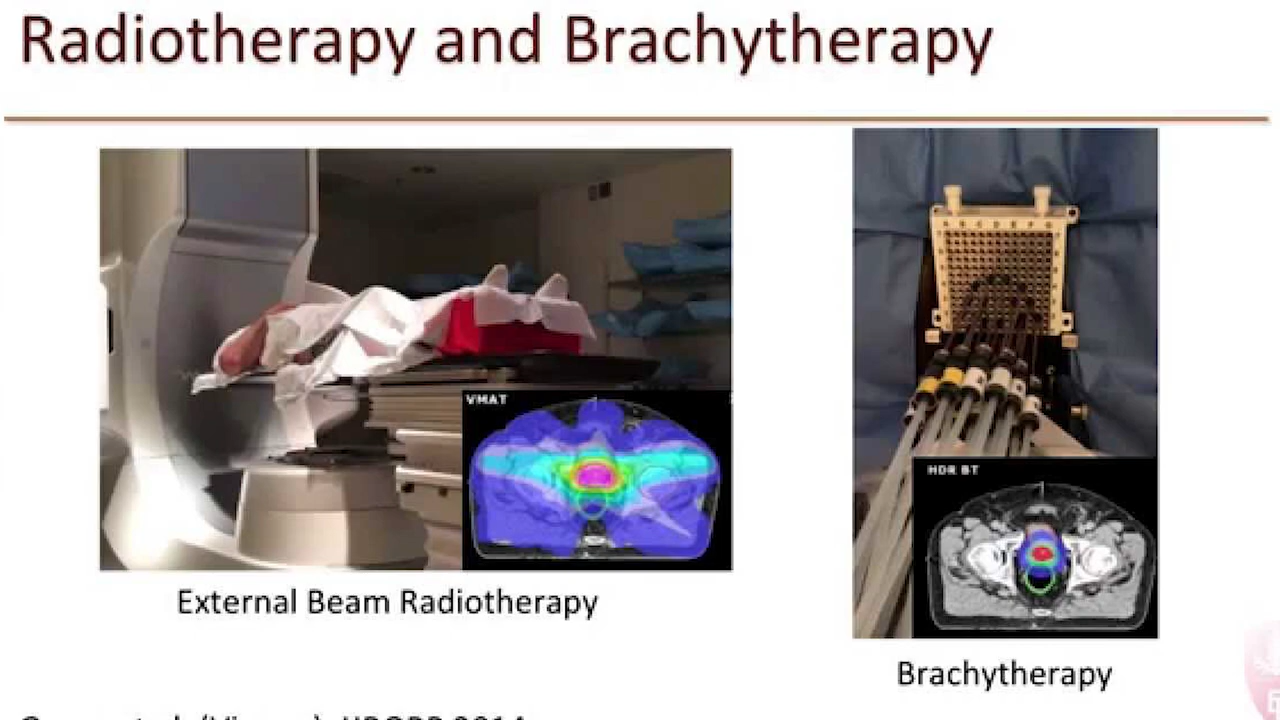 Radiotherapy and Brachytherapy
VMAT
HDR BT
External Beam Radiotherapy
Brachytherapy